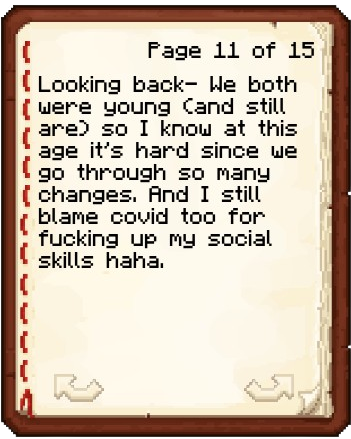 Page 11 of 15
Looking back- We both
were young (and still
are) so I know at this
age it's hard since we
go through so many
changes. And I still
blame covid too for
fucking up my social
skills haha.